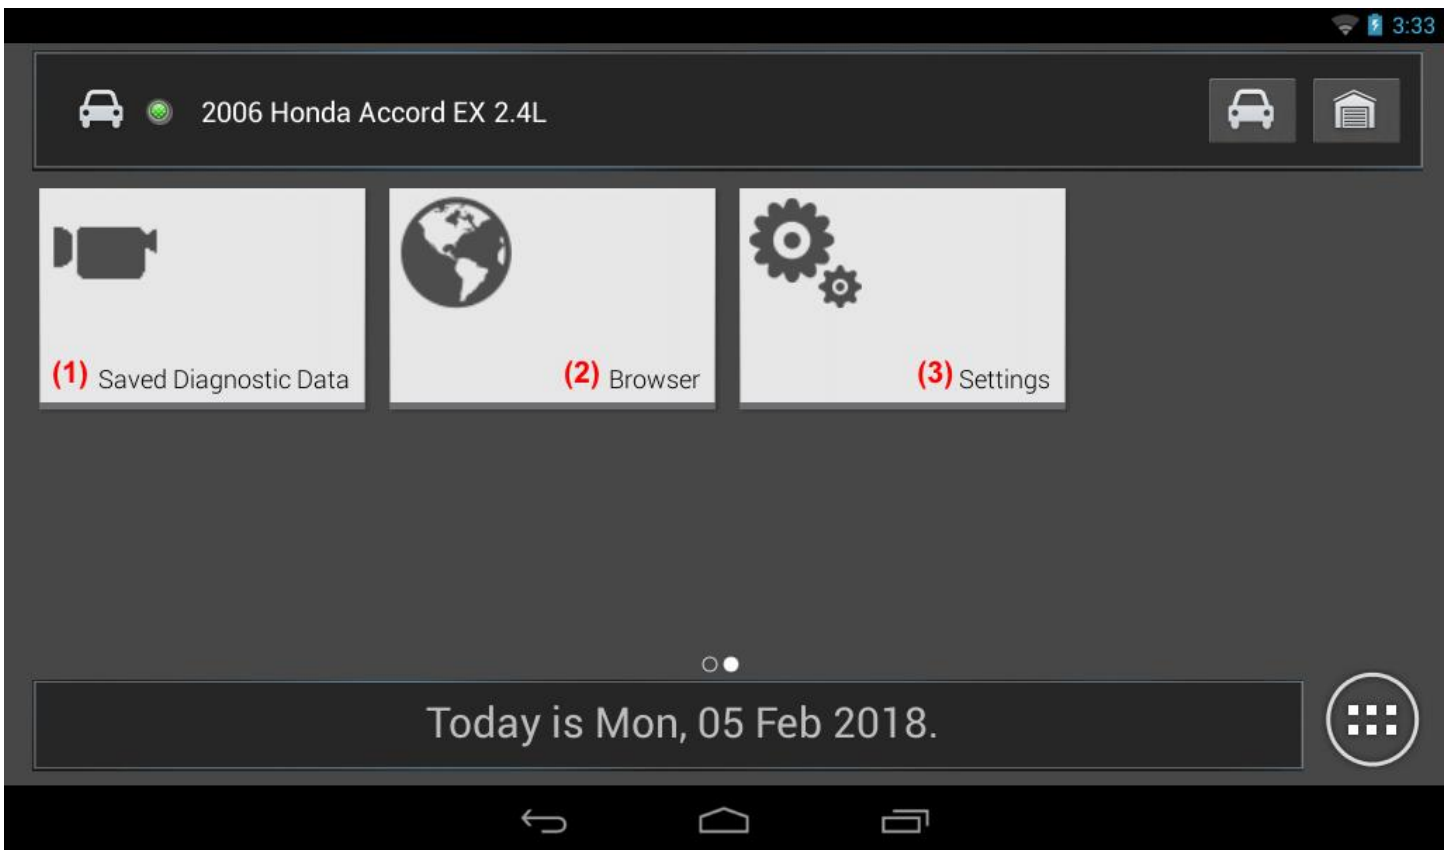 3:33
2006 Honda Accord EX 2.4L
(1) Saved Diagnostic Data
(2) Browser
(3) Settings
Today is Mon, 05 Feb 2018.